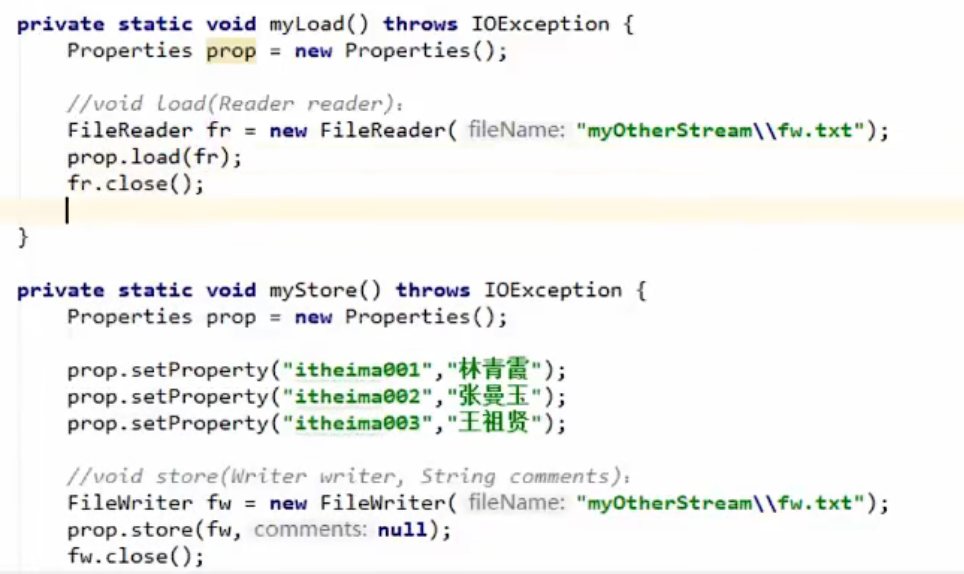 private static void myLoad() throws IOException {
Properties prop = new Properties();
//void load(Reader reader):
FileReader fr = new FileReader( fileName: "myOtherStream\\fw.txt");
prop.load(fr);
fr.close();
}
private static void myStore() throws IOException {
Properties prop = new Properties();
prop.setProperty("itheima001","林青霞");
prop.setProperty("itheima002","张曼玉");
prop.setProperty("itheima003","王祖贤");
//void store(Writer writer, String comments):
FileWriter fw = new FileWriter( fileName: "myOtherStream\\fw.txt");
prop.store(fw, comments: null);
fw.close();